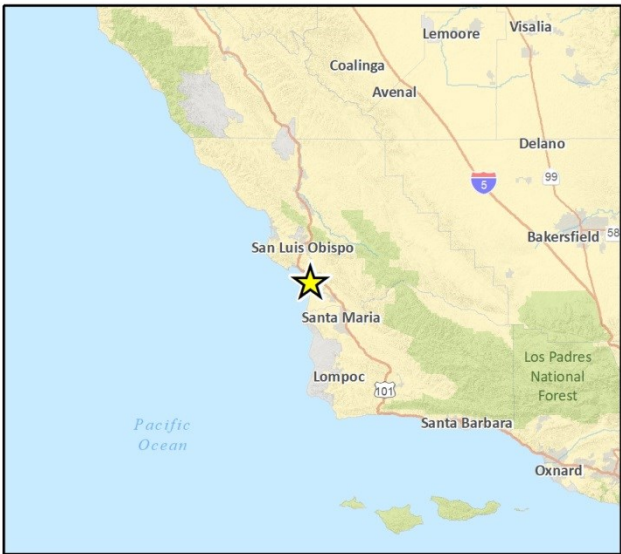 Lemoore
Visalia
Coalinga
Avenal
Delano
5
99
Bakersfield
58
San Luis Obispo
Santa Maria
Los Padres
National
Forest
Lompoc
101
Pacific
Ocean
Santa Barbara
Oxnard